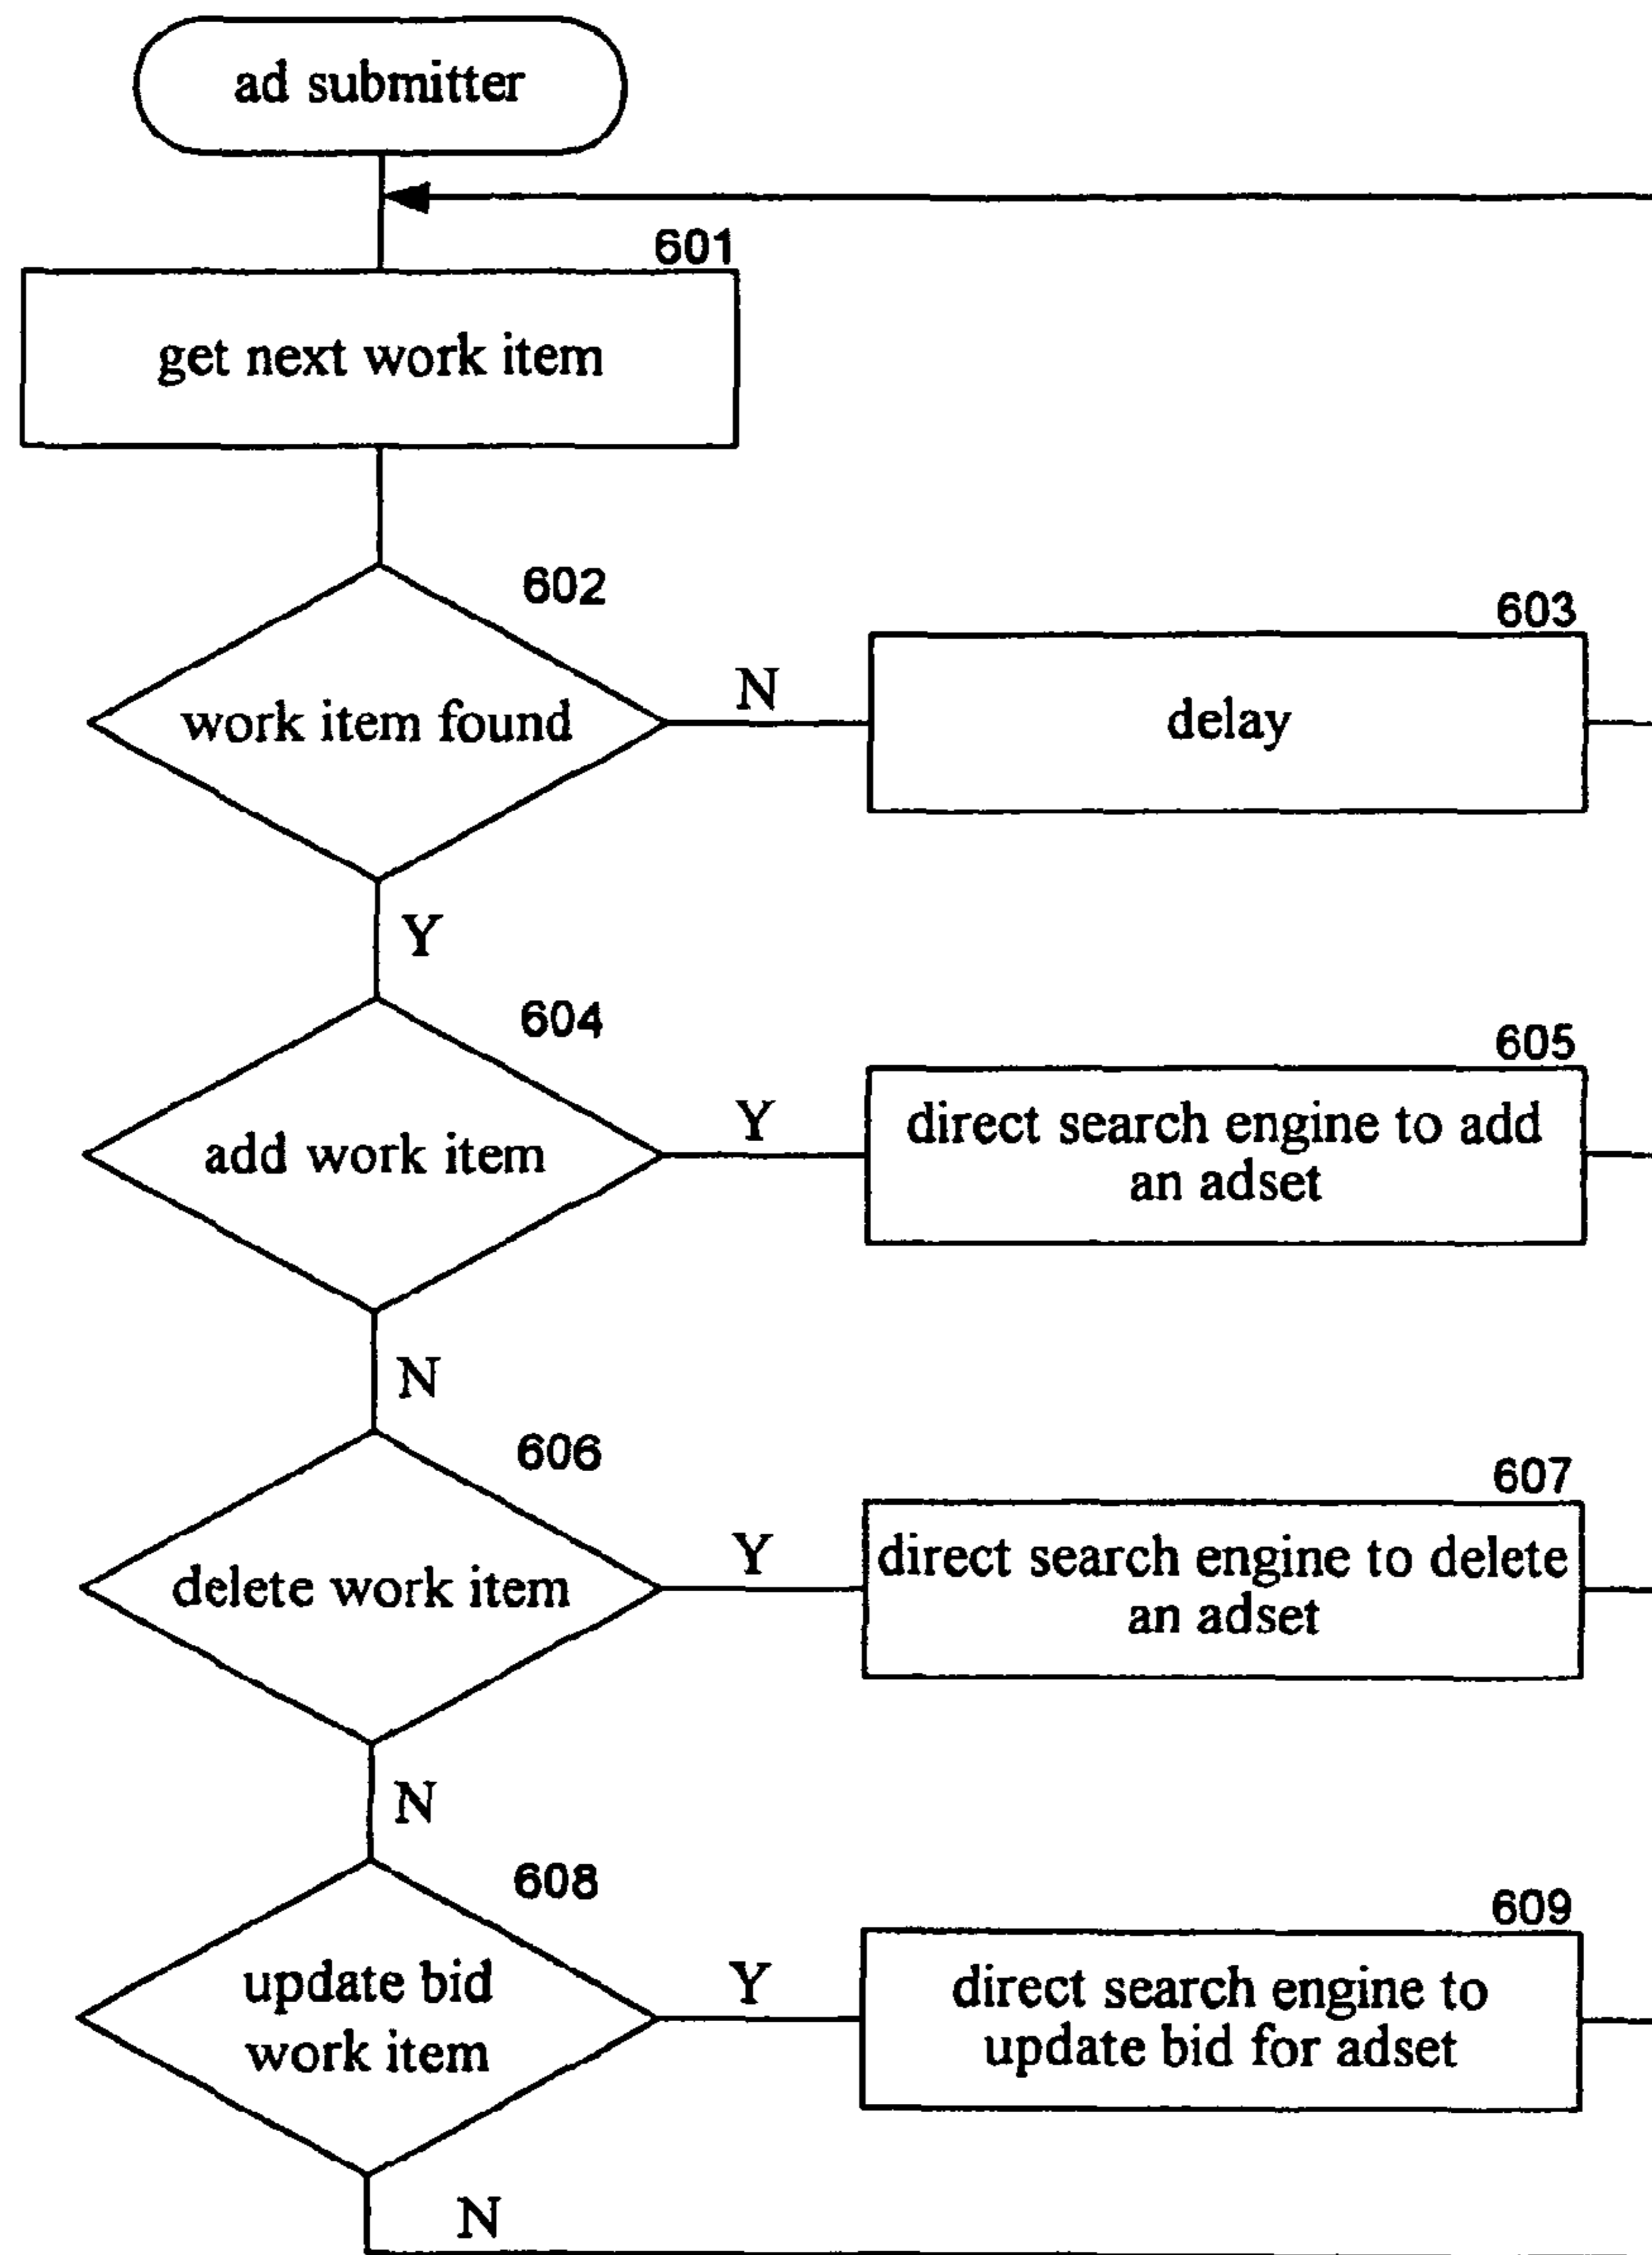 ad submitter
601
get next work item
602
work item found
N
603
delay
Y
604
add work item
Y
605
direct search engine to add
an adset
N
606
delete work item
Y
607
direct search engine to delete
an adset
N
608
update bid
work item
Y
609
direct search engine to
update bid for adset
N